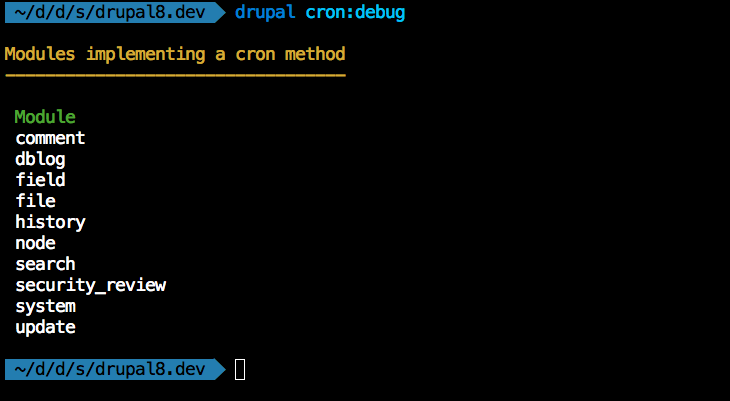 ~/d/d/s/drupal8.dev drupal cron:debug
Modules implementing a cron method
----------------------------------
Module
comment
dblog
field
file
history
node
search
security_review
system
update
~/d/d/s/drupal8.dev